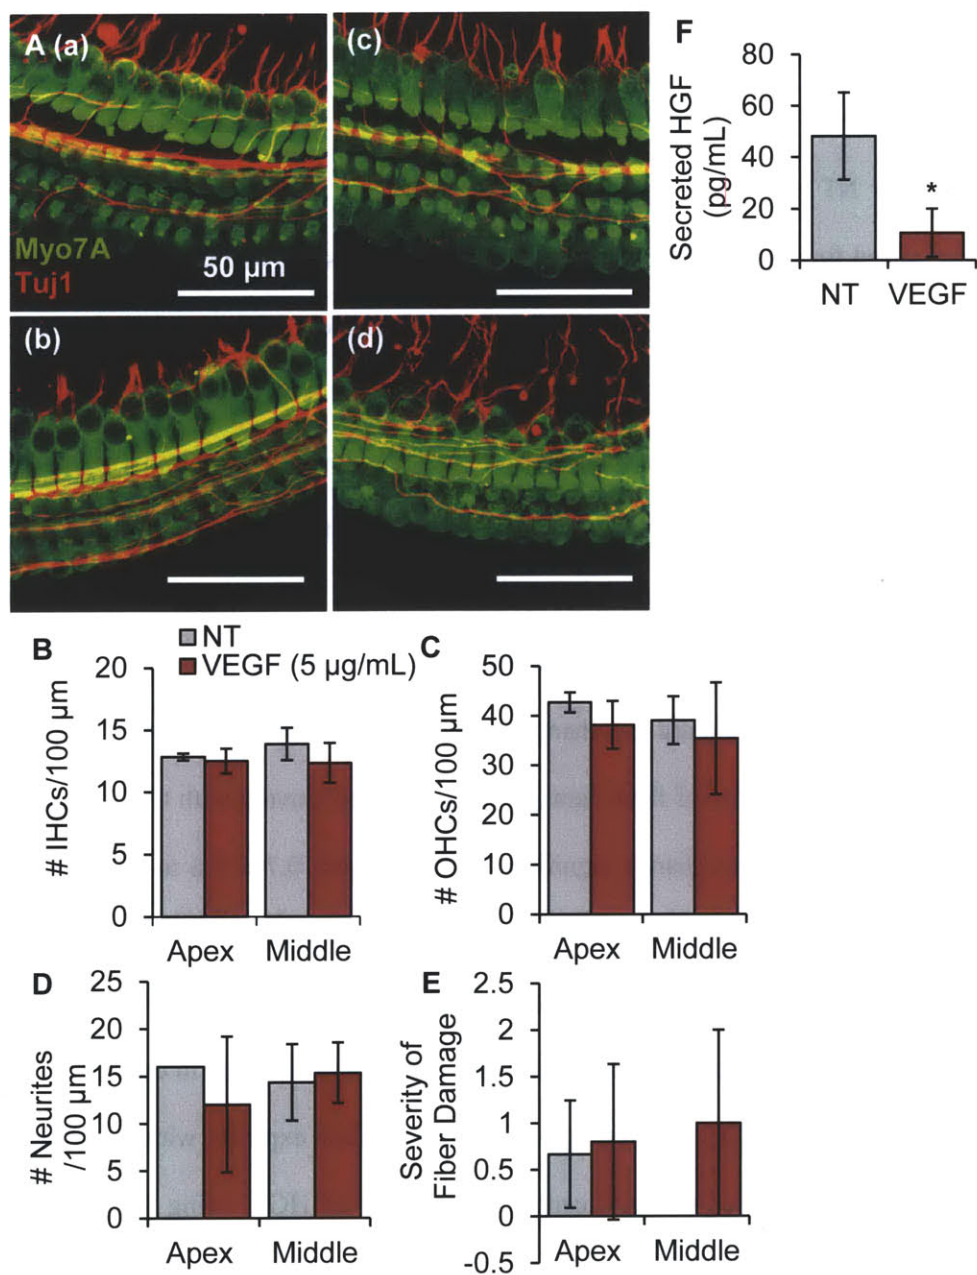 A (a)
(c)
Myo7A
Tuj1
50 µm
(b)
(d)
F
Secreted HGF
(pg/mL)
80
60
40
20
0
*
NT
VEGF
B
NT
VEGF (5 µg/mL)
# IHCs/100 µm
20
15
10
5
0
Apex
Middle
C
# OHCs/100 µm
50
40
30
20
10
0
Apex
Middle
D
# Neurites
/100 µm
25
20
15
10
5
0
Apex
Middle
E
Severity of
Fiber Damage
2.5
2
1.5
1
0.5
0
-0.5
Apex
Middle